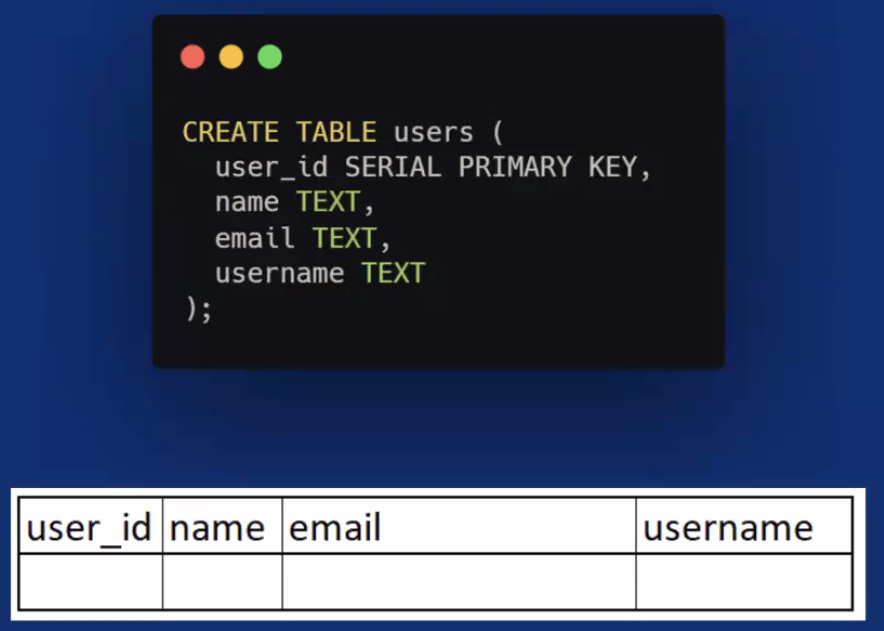 CREATE TABLE users (
  user_id SERIAL PRIMARY KEY,
  name TEXT,
  email TEXT,
  username TEXT
);
user_id name email username